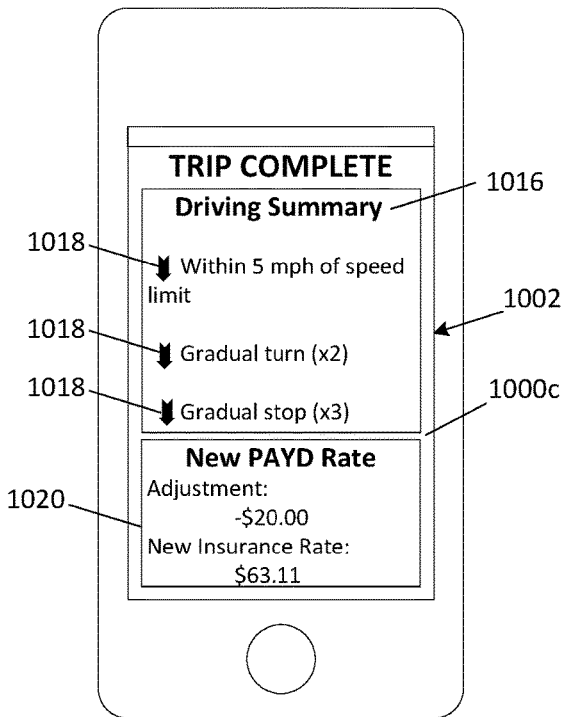 TRIP COMPLETE
Driving Summary
1016
1018
Within 5 mph of speed
limit
1002
1018
Gradual turn (x2)
1018
Gradual stop (x3)
1000c
New PAYD Rate
1020
Adjustment:
-$20.00
New Insurance Rate:
$63.11